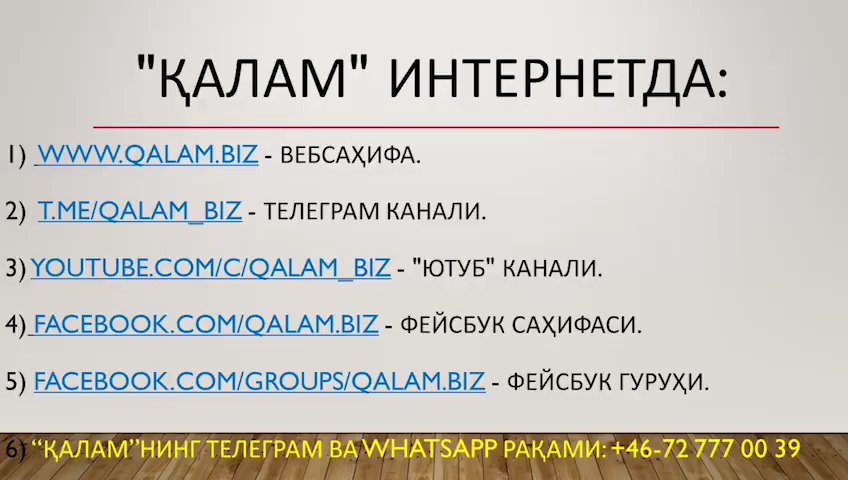 "ҚАЛАМ" ИНТЕРНЕТДА:
1) WWW.QALAM.BIZ - ВЕБСАҲИФА.
2) T.ME/QALAM_BIZ - ТЕЛЕГРАМ КАНАЛИ.
3) YOUTUBE.COM/C/QALAM_BIZ - "ЮТУБ" КАНАЛИ.
4) FACEBOOK.COM/QALAM.BIZ - ФЕЙСБУК САҲИФАСИ.
5) FACEBOOK.COM/GROUPS/QALAM.BIZ - ФЕЙСБУК ГУРУҲИ.
6) “ҚАЛАМ”НИНГ ТЕЛЕГРАМ ВА WHATSAPP РАҚАМИ: +46-72 777 00 39